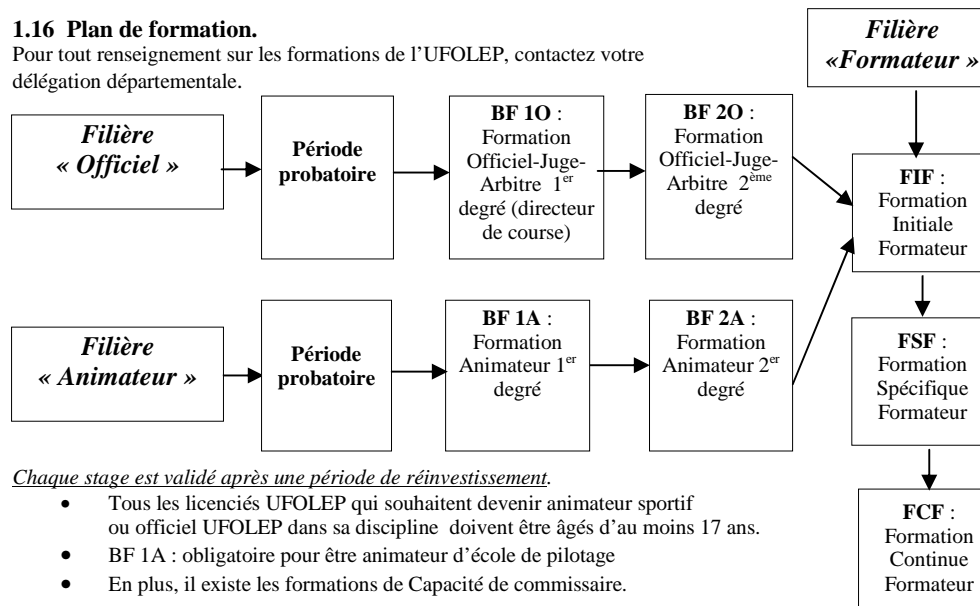 1.16 Plan de formation.
Pour tout renseignement sur les formations de l'UFOLEP, contactez votre
délégation départementale.
Filière
«Formateur »
Filière
« Officiel »
Période
probatoire
BF 1O :
Formation
Officiel-Juge-
Arbitre 1er
degré (directeur
de course)
BF 2O :
Formation
Officiel-Juge-
Arbitre 2ème
degré
FIF :
Formation
Initiale
Formateur
Filière
« Animateur »
Période
probatoire
BF 1A :
Formation
Animateur 1er
degré
BF 2A :
Formation
Animateur 2er
degré
FSF :
Formation
Spécifique
Formateur
Chaque stage est validé après une période de réinvestissement.
• Tous les licenciés UFOLEP qui souhaitent devenir animateur sportif
ou officiel UFOLEP dans sa discipline doivent être âgés d'au moins 17 ans.
• BF 1A : obligatoire pour être animateur d'école de pilotage
• En plus, il existe les formations de Capacité de commissaire.
FCF :
Formation
Continue
Formateur